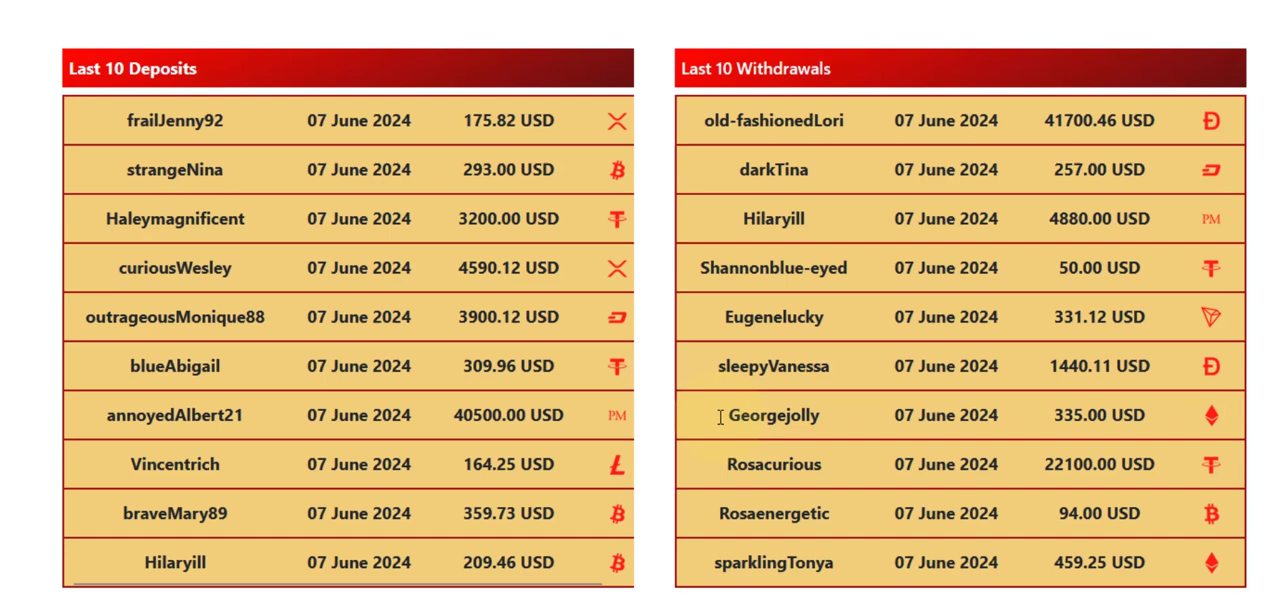 Last 10 Deposits
frailJenny92 07 June 2024 175.82 USD
strangeNina 07 June 2024 293.00 USD
Haleymagnificent 07 June 2024 3200.00 USD
curiousWesley 07 June 2024 4590.12 USD
outrageousMonique88 07 June 2024 3900.12 USD
blueAbigail 07 June 2024 309.96 USD
annoyedAlbert21 07 June 2024 40500.00 USD PM
Vincentrich 07 June 2024 164.25 USD
braveMary89 07 June 2024 359.73 USD
Hilaryill 07 June 2024 209.46 USD
Last 10 Withdrawals
old-fashionedLori 07 June 2024 41700.46 USD
darkTina 07 June 2024 257.00 USD
Hilaryill 07 June 2024 4880.00 USD PM
Shannonblue-eyed 07 June 2024 50.00 USD
Eugenelucky 07 June 2024 331.12 USD
sleepyVanessa 07 June 2024 1440.11 USD
Georgejolly 07 June 2024 335.00 USD
Rosacurious 07 June 2024 22100.00 USD
Rosaenergetic 07 June 2024 94.00 USD
sparklingTonya 07 June 2024 459.25 USD